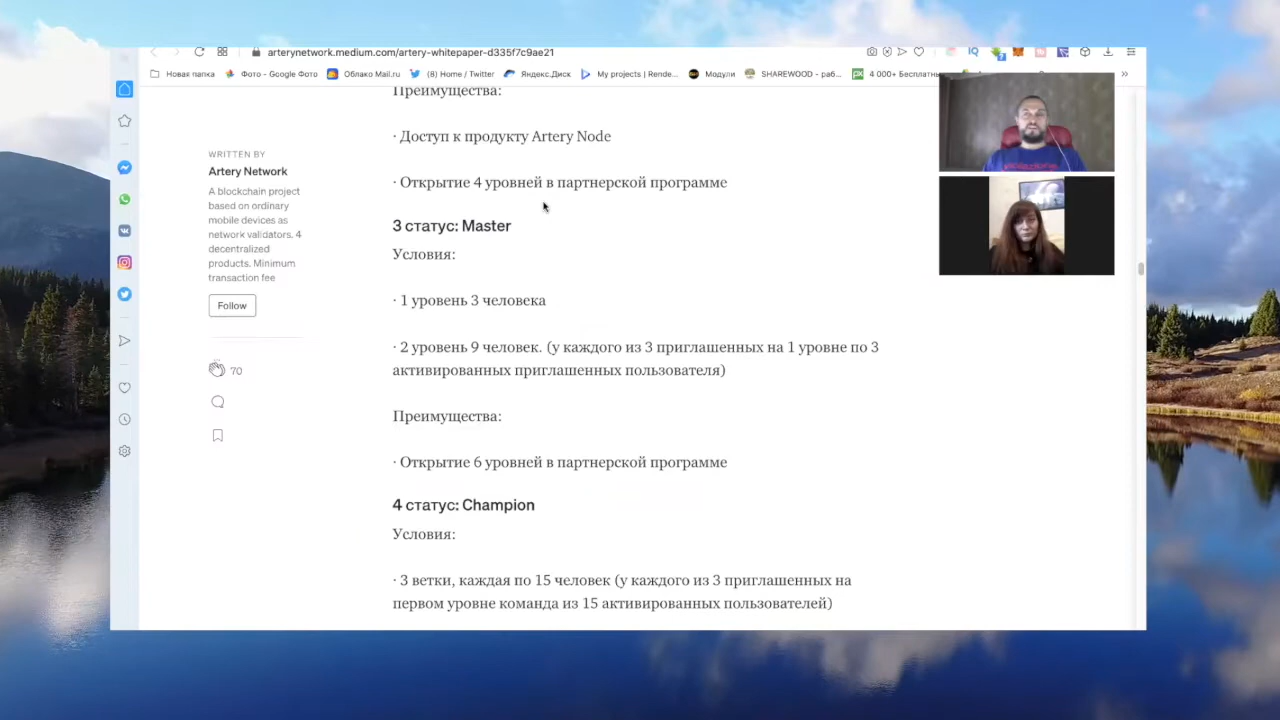 arterynetwork.medium.com/artery-whitepaper-d335f7c9ae21
Новая папка
Фото - Google Фото
Облако Mail.ru
(8) Home / Twitter
Яндекс.Диск
My projects | Rende...
Модули
SHAREWOOD - раб...
4 000+ Бесплатны
Преимущества:
· Доступ к продукту Artery Node
· Открытие 4 уровней в партнерской программе
WRITTEN BY
Artery Network
A blockchain project
based on ordinary
mobile devices as
network validators. 4
decentralized
products. Minimum
transaction fee
Follow
70
3 статус: Master
Условия:
· 1 уровень 3 человека
· 2 уровень 9 человек. (у каждого из 3 приглашенных на 1 уровне по 3
активированных приглашенных пользователя)
Преимущества:
· Открытие 6 уровней в партнерской программе
4 статус: Champion
Условия:
· 3 ветки, каждая по 15 человек (у каждого из 3 приглашенных на
первом уровне команда из 15 активированных пользователей)